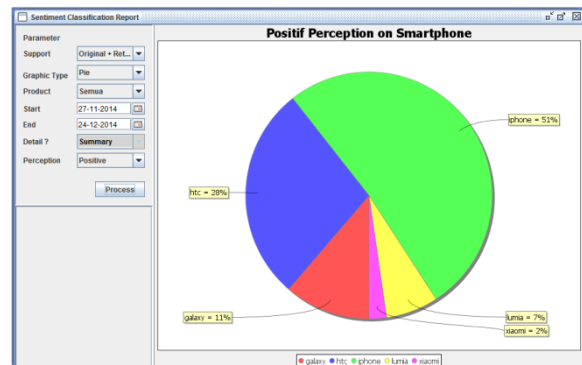 Sentiment Classification Report
Parameter
Support Original + Ret...
Graphic Type Pie
Product Semua
Start 27-11-2014
End 24-12-2014
Detail ? Summary
Perception Positive
Process
Positif Perception on Smartphone
iphone = 51%
htc = 28%
galaxy = 11%
lumia = 7%
xiaomi = 2%
galaxy htc iphone lumia xiaomi